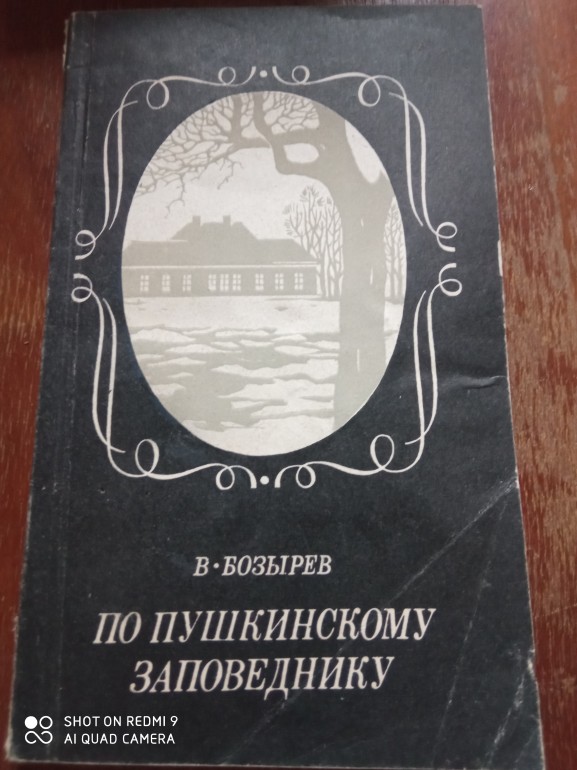 В·БОЗЫРЕВ
ПО ПУШКИНСКОМУ
ЗАПОВЕДНИКУ
SHOT ON REDMI 9
AI QUAD CAMERA